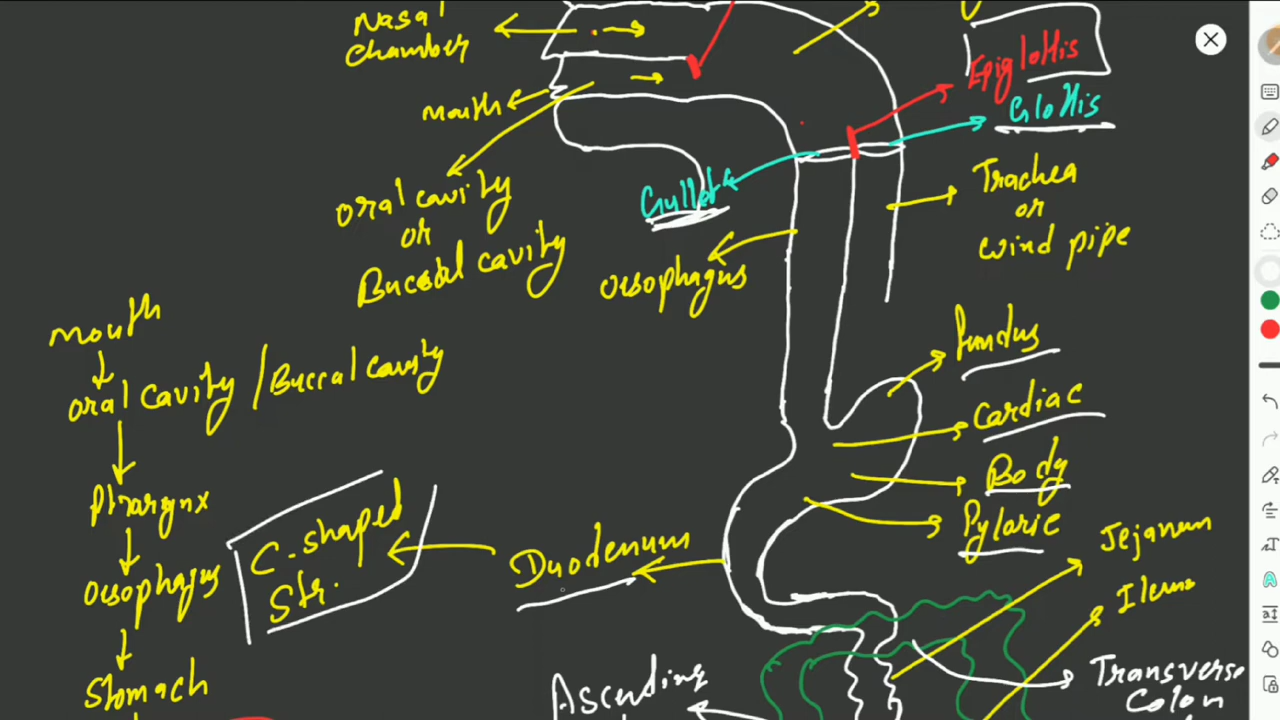 Nasal
chamber
Epiglottis
Glottis
mouth
oral cavity
or
Buccal cavity
Gullet
Trachea
or
wind pipe
oesophagus
mouth
oral cavity / Buccal cavity
Pharynx
oesophagus
Stomach
C-shaped
Str.
Duodenum
fundus
Cardiac
Body
Pyloric
Jejanum
Ileum
Transverse
Colon
Ascending